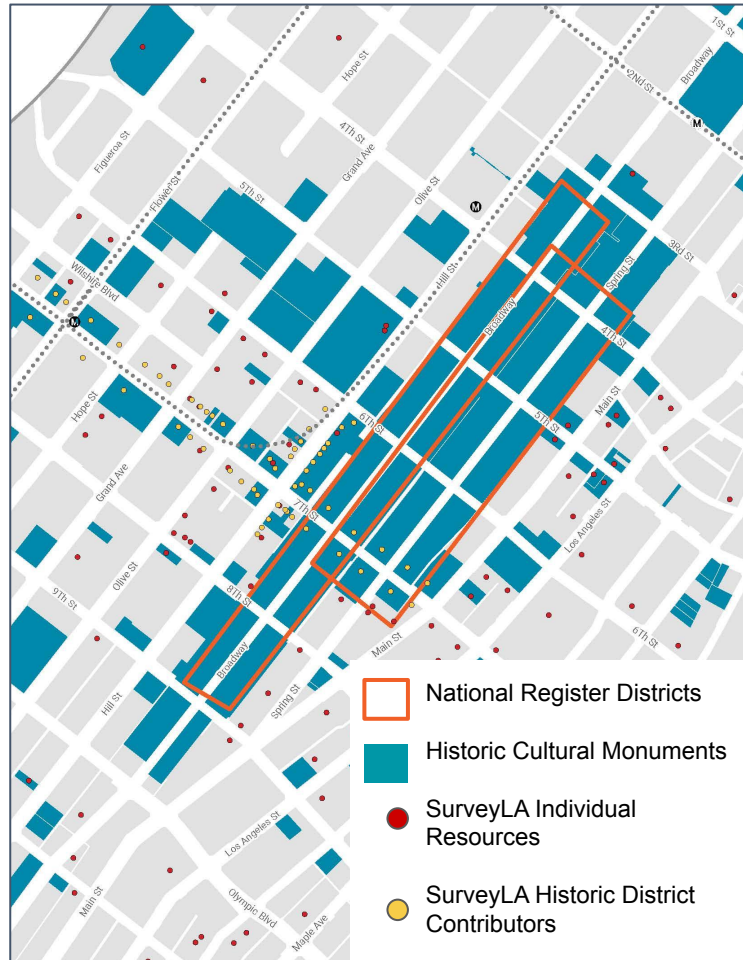 1St St
Broadway
2Nd St
M
Hope St
4Th St
Grand Ave
Figueroa St
Flower St
5Th St
Olive St
M
3Rd St
Hill St
Spring St
Wilshire Blvd
Broadway
4Th St
M
Hope St
Main St
6Th St
5Th St
Grand Ave
7Th St
Los Angeles St
Olive St
8Th St
9Th St
6Th St
Main St
Broadway
Hill St
Spring St
Los Angeles St
Main St
Olympic Blvd
Maple Ave
National Register Districts
Historic Cultural Monuments
SurveyLA Individual
Resources
SurveyLA Historic District
Contributors